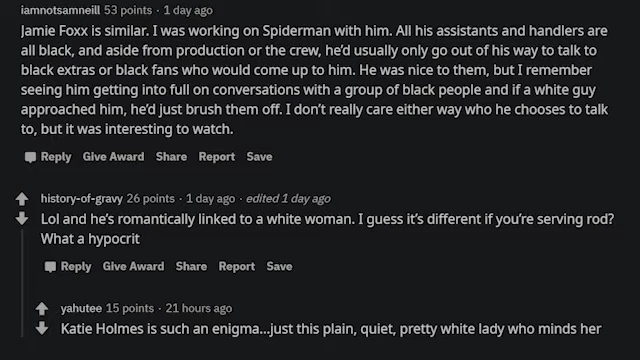 iamnotsamneill 53 points · 1 day ago
Jamie Foxx is similar. I was working on Spiderman with him. All his assistants and handlers are
all black, and aside from production or the crew, he'd usually only go out of his way to talk to
black extras or black fans who would come up to him. He was nice to them, but I remember
seeing him getting into full on conversations with a group of black people and if a white guy
approached him, he'd just brush them off. I don't really care either way who he chooses to talk
to, but it was interesting to watch.
Reply Give Award Share Report Save
history-of-gravy 26 points · 1 day ago · edited 1 day ago
Lol and he's romantically linked to a white woman. I guess it's different if you're serving rod?
What a hypocrit
Reply Give Award Share Report Save
yahutee 15 points · 21 hours ago
Katie Holmes is such an enigma...just this plain, quiet, pretty white lady who minds her